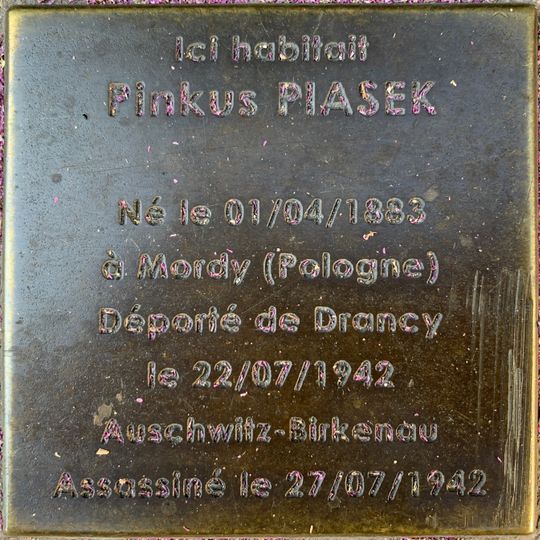 Ici habitait
Pinkus PIASEK
Né le 01/04/1883
à Mordy (Pologne)
Déporté de Drancy
le 22/07/1942
Auschwitz-Birkenau
Assassiné le 27/07/1942